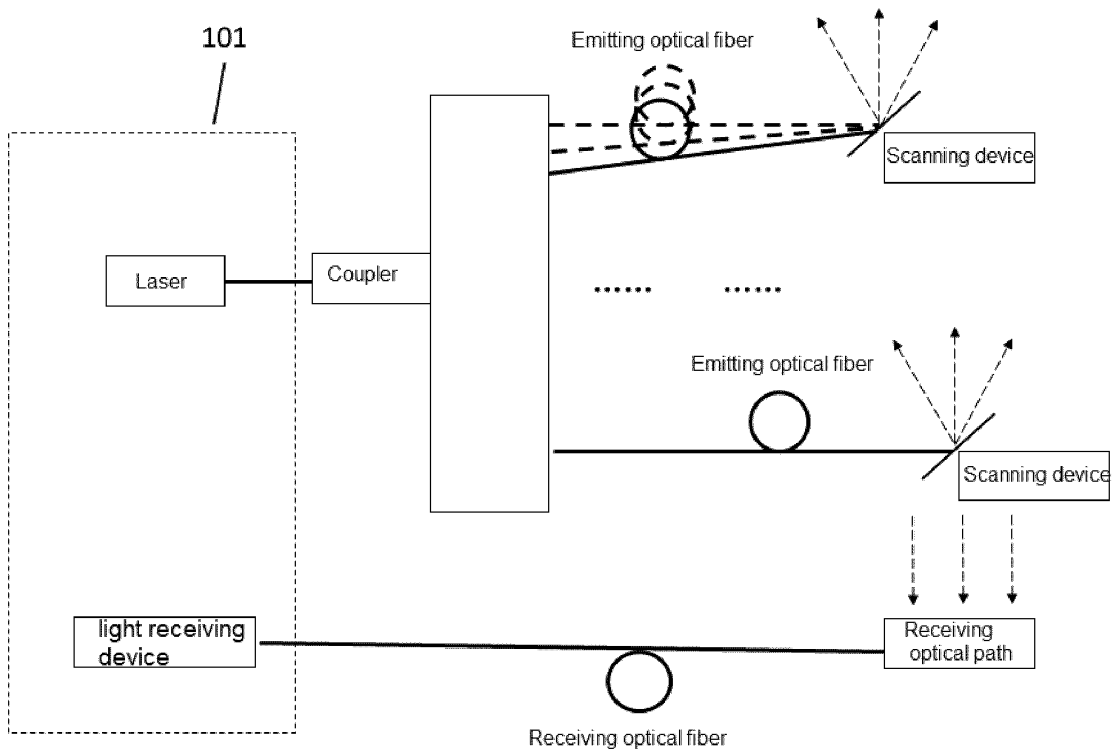 101
Emitting optical fiber
Scanning device
Laser
Coupler
Emitting optical fiber
Scanning device
light receiving
device
Receiving
optical path
Receiving optical fiber